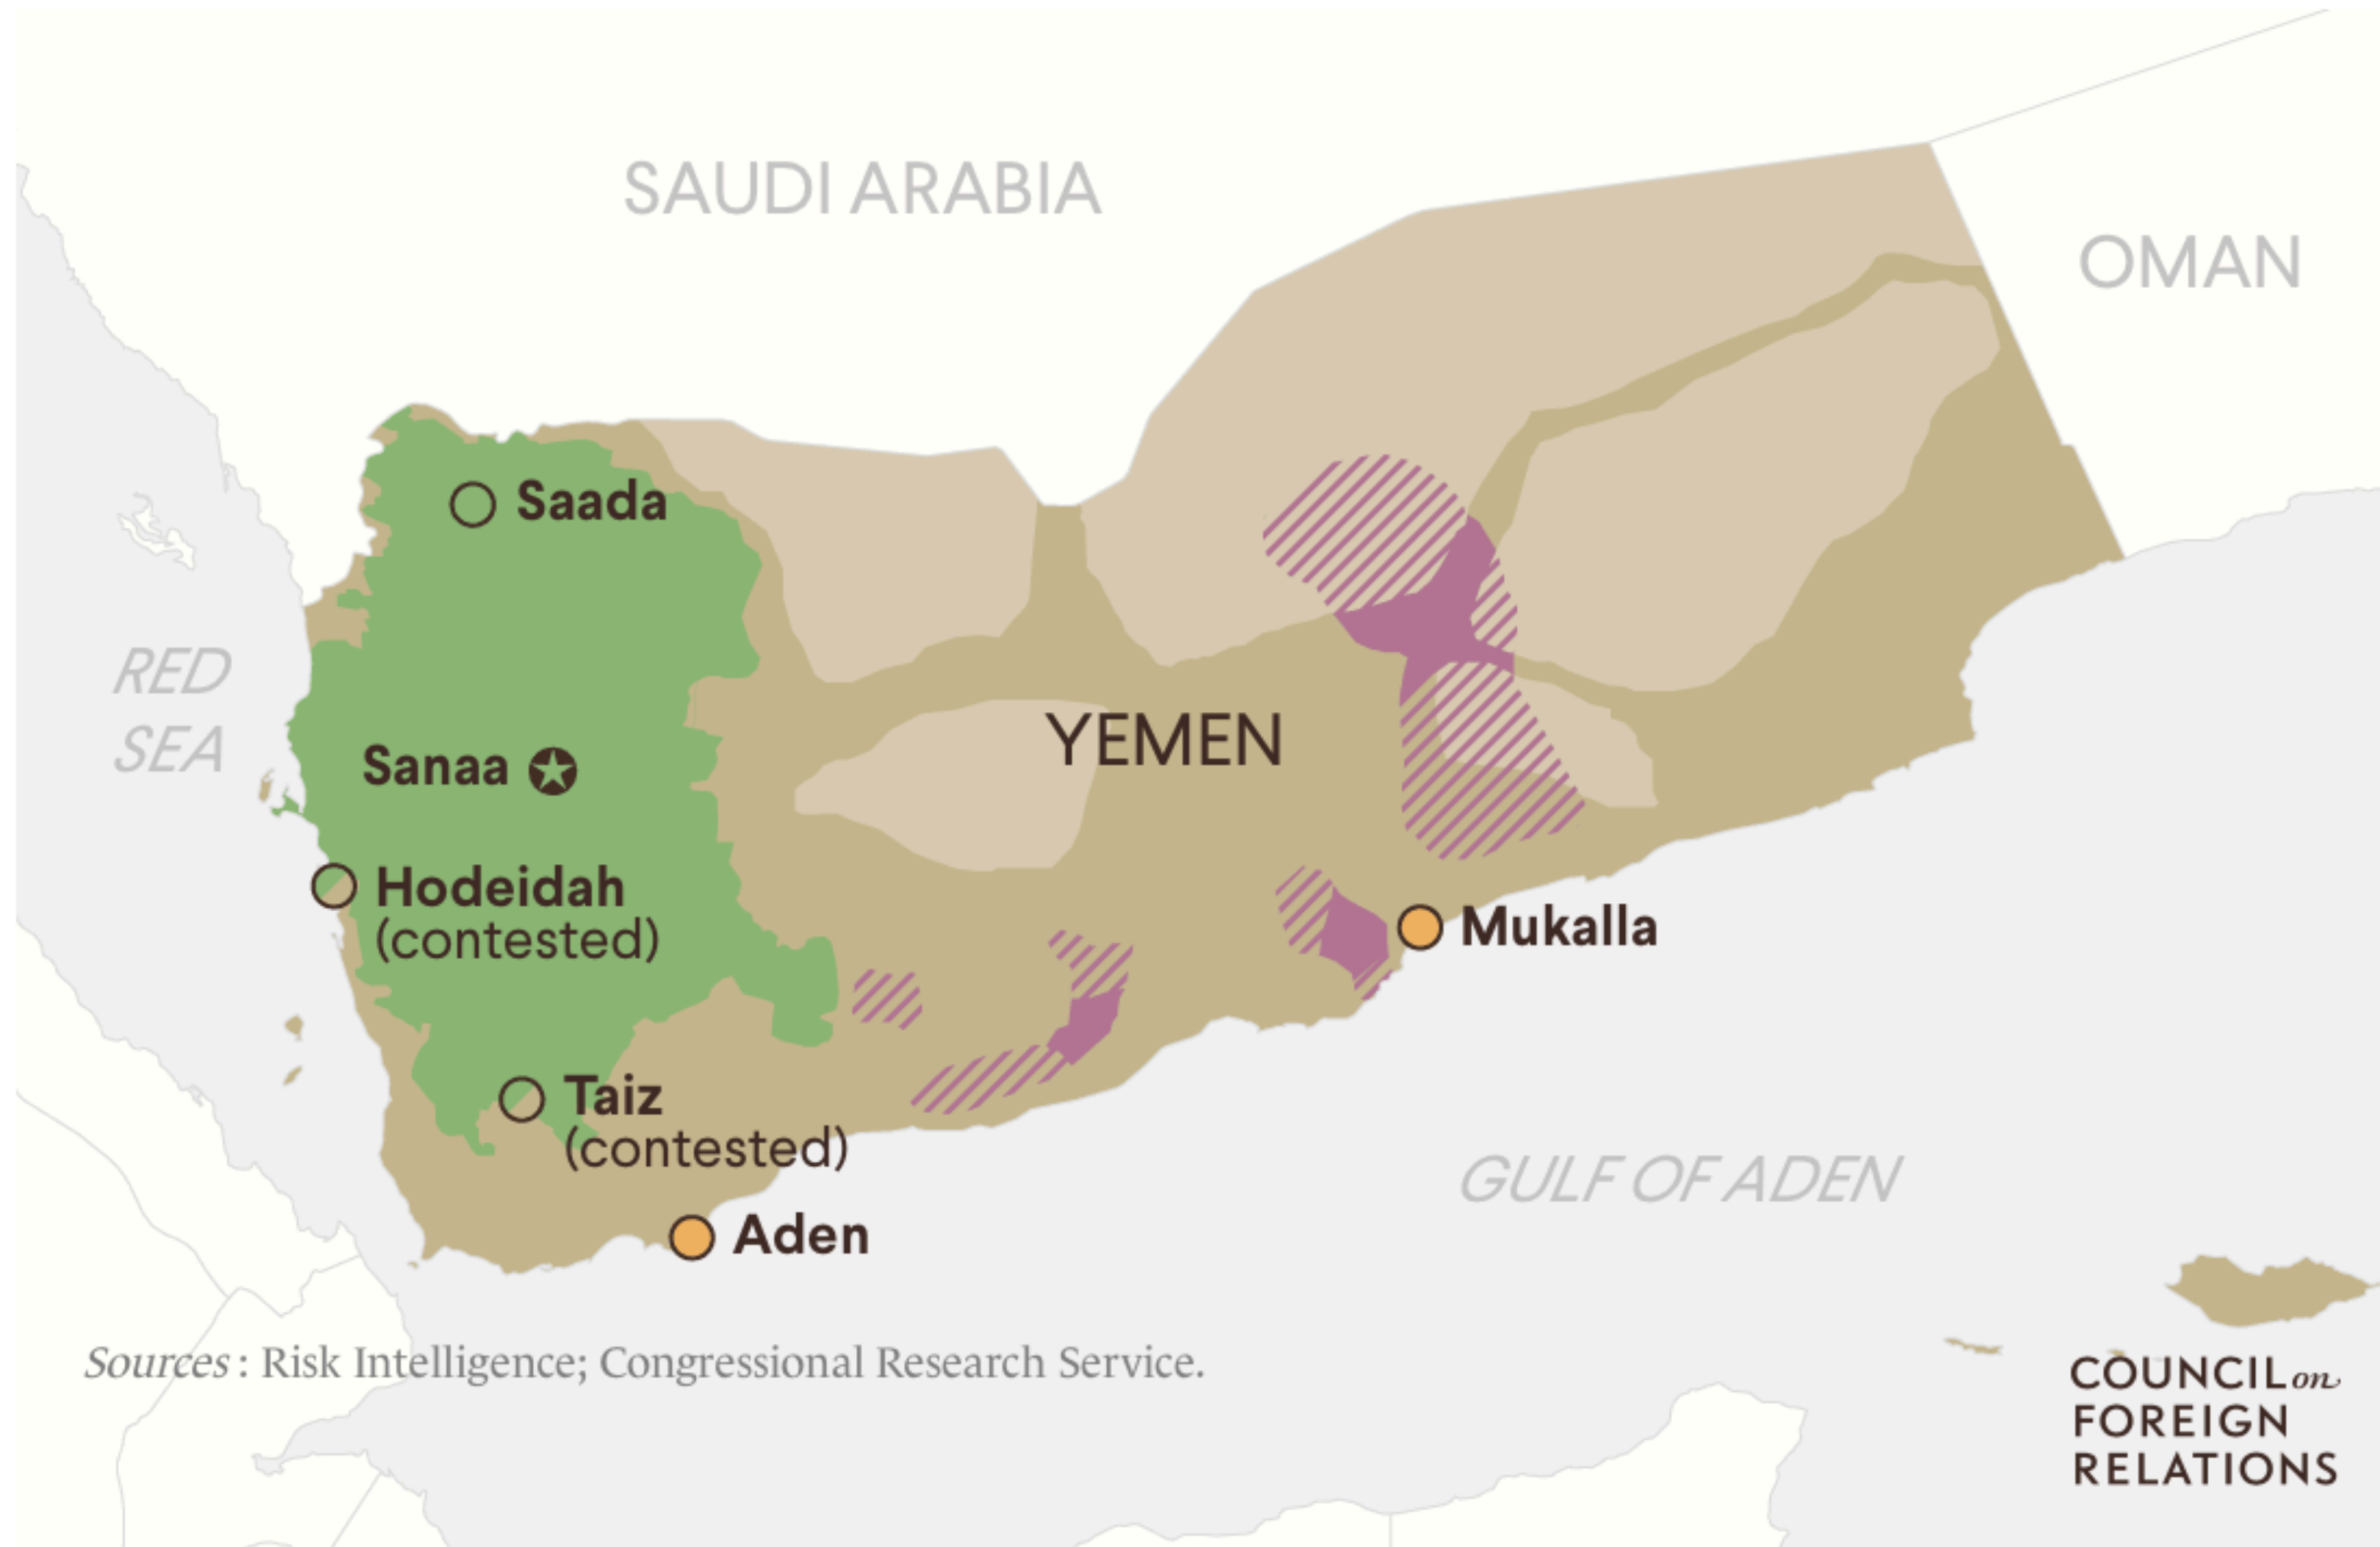 SAUDI ARABIA
OMAN
Saada
RED
SEA
YEMEN
Sanaa
Hodeidah
(contested)
Mukalla
Taiz
(contested)
GULF OF ADEN
Aden
Sources : Risk Intelligence; Congressional Research Service.
COUNCIL on
FOREIGN
RELATIONS